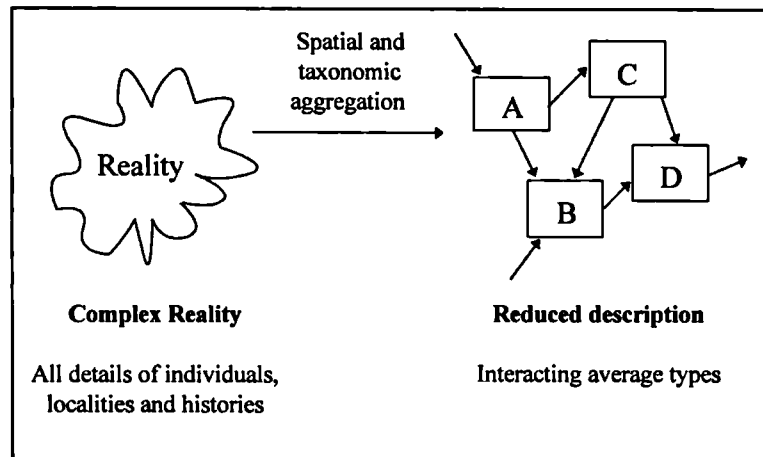 Spatial and
taxonomic
aggregation
Reality
A
C
B
D
Complex Reality
All details of individuals,
localities and histories
Reduced description
Interacting average types